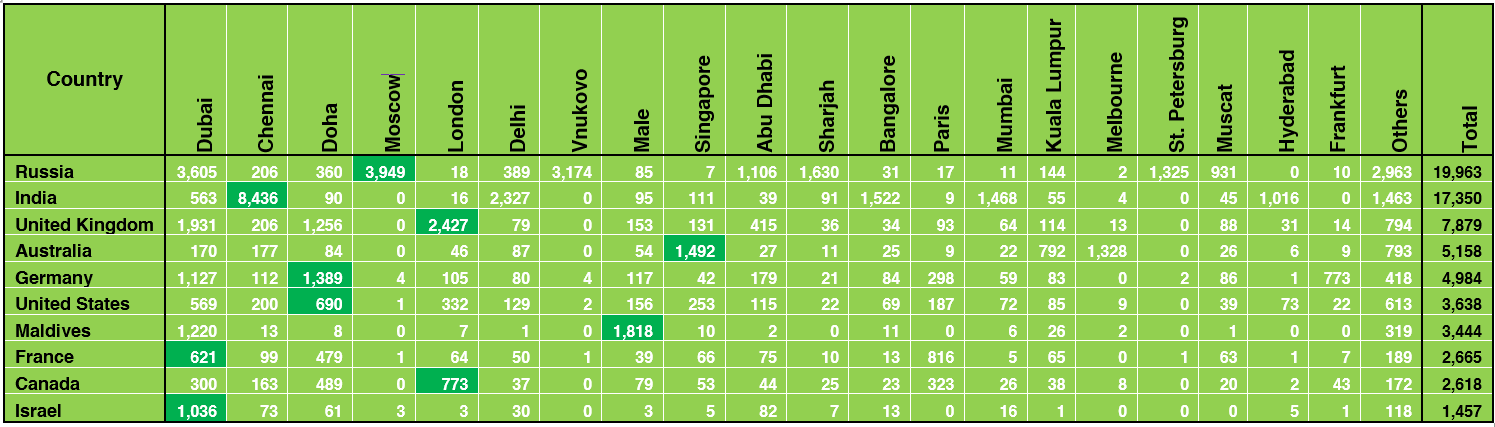 Country Dubai Chennai Doha Moscow London Delhi Vnukovo Male Singapore Abu Dhabi Sharjah Bangalore Paris Mumbai Kuala Lumpur Melbourne St. Petersburg Muscat Hyderabad Frankfurt Others Total
Russia 3,605 206 360 3,949 18 389 3,174 85 7 1,106 1,630 31 17 11 144 2 1,325 931 0 10 2,963 19,963
India 563 8,436 90 0 16 2,327 0 95 111 39 91 1,522 9 1,468 55 4 0 45 1,016 0 1,463 17,350
United Kingdom 1,931 206 1,256 0 2,427 79 0 153 131 415 36 34 93 64 114 13 0 88 31 14 794 7,879
Australia 170 177 84 0 46 87 0 54 1,492 27 11 25 9 22 792 1,328 0 26 6 9 793 5,158
Germany 1,127 112 1,389 4 105 80 4 117 42 179 21 84 298 59 83 0 2 86 1 773 418 4,984
United States 569 200 690 1 332 129 2 156 253 115 22 69 187 72 85 9 0 39 73 22 613 3,638
Maldives 1,220 13 8 0 7 1 0 1,818 10 2 0 11 0 6 26 2 0 1 0 0 319 3,444
France 621 99 479 1 64 50 1 39 66 75 10 13 816 5 65 0 1 63 1 7 189 2,665
Canada 300 163 489 0 773 37 0 79 53 44 25 23 323 26 38 8 0 20 2 43 172 2,618
Israel 1,036 73 61 3 3 30 0 3 5 82 7 13 0 16 1 0 0 0 5 1 118 1,457